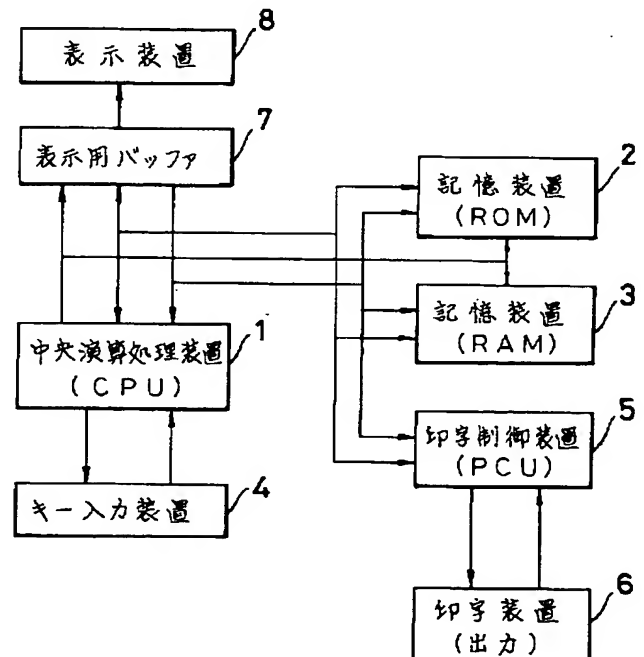 8
表示装置
7
表示用バッファ
2
記憶装置
(ROM)
3
記憶装置
(RAM)
1
中央演算処理装置
(CPU)
5
印字制御装置
(PCU)
4
キー入力装置
6
印字装置
(出力)